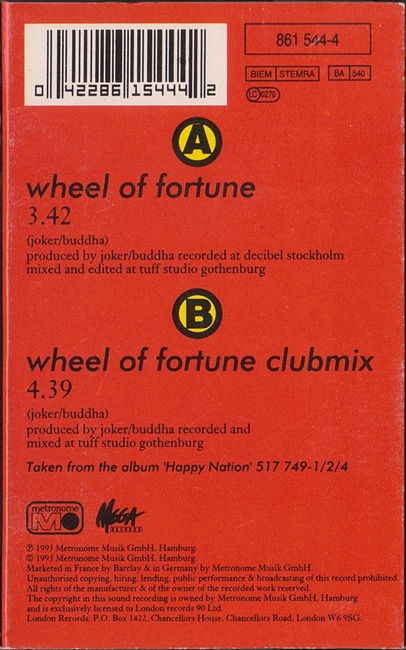 861 544-4
BIEM STEMRA BA 540
LC 0270
0 42286 15444 2
A
wheel of fortune
3.42
(joker/buddha)
produced by joker/buddha recorded at decibel stockholm
mixed and edited at tuff studio gothenburg
B
wheel of fortune clubmix
4.39
(joker/buddha)
produced by joker/buddha recorded and
mixed at tuff studio gothenburg
Taken from the album 'Happy Nation' 517 749-1/2/4
metronome
MEGA
RECORDS
℗ 1993 Metronome Musik GmbH. Hamburg.
© 1993 Metronome Musik GmbH. Hamburg.
Marketed in France by Barclay & in Germany by Metronome Musik GmbH.
Unauthorised copying, hiring, lending, public performance & broadcasting of this record prohibited.
All rights of the manufacturer & of the owner of the recorded work reserved.
The copyright in this sound recording is owned by Metronome Musik GmbH. Hamburg
and is exclusively licensed to London records 90 Ltd.
London Records, P.O. Box 1422, Chancellors House, Chancellors Road, London W6 9SG.